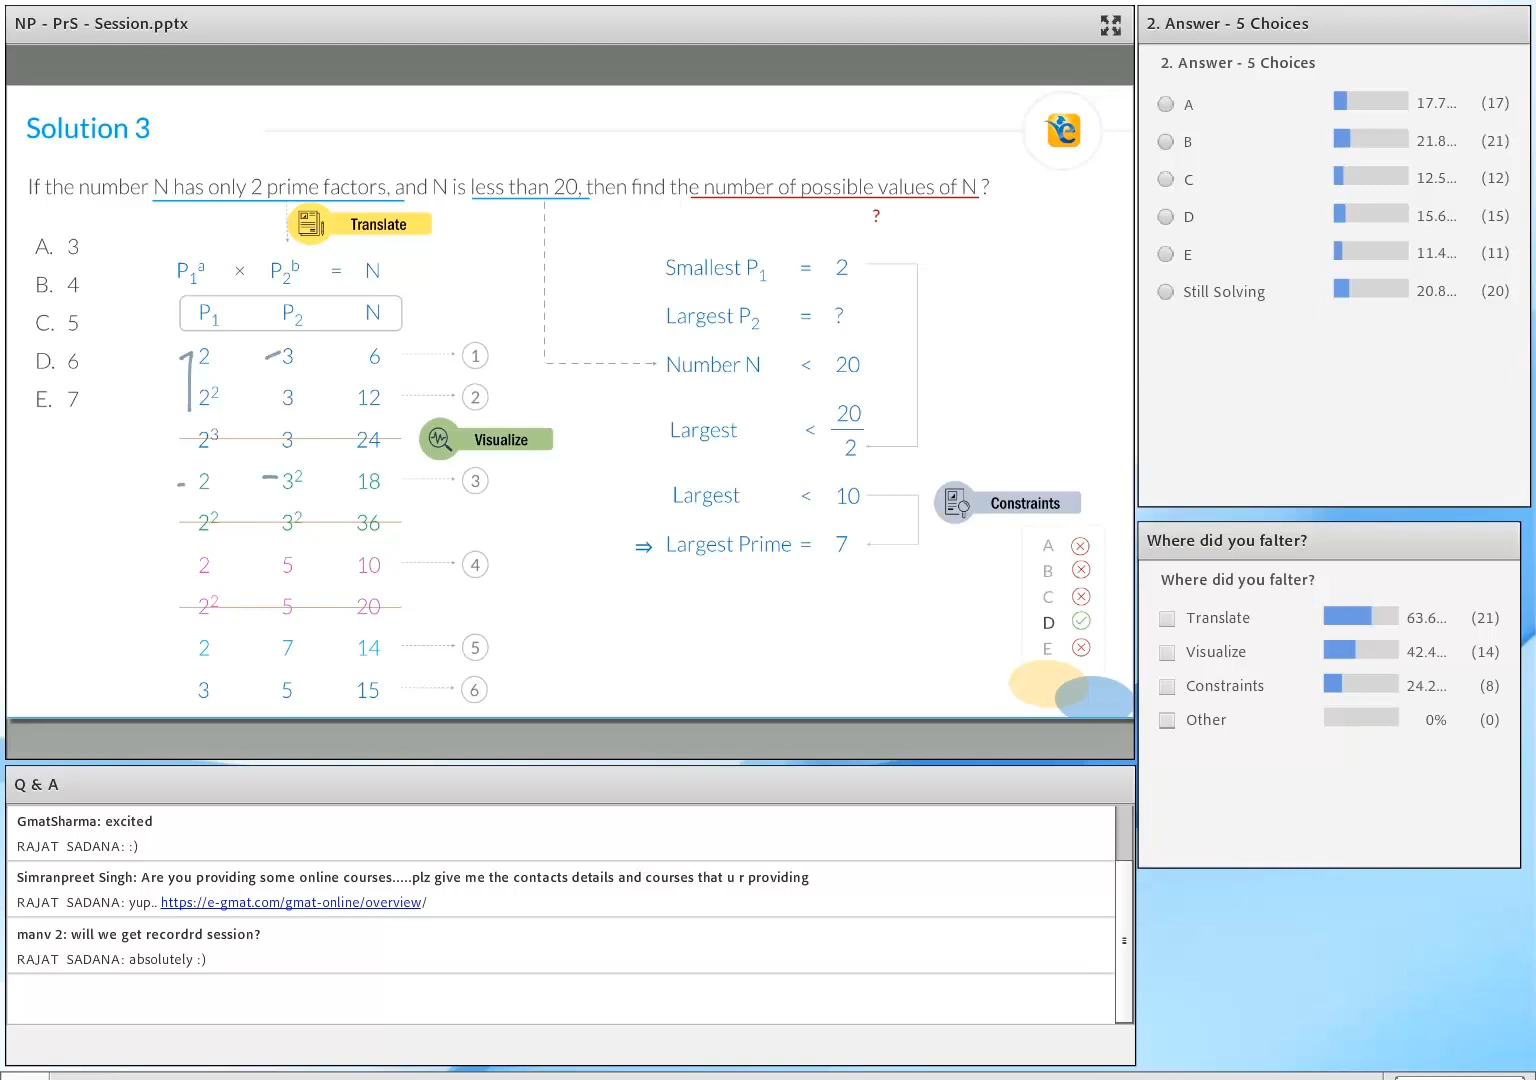 NP - PrS - Session.pptx
Solution 3
If the number N has only 2 prime factors, and N is less than 20, then find the number of possible values of N ?
Translate
?
A. 3
B. 4
C. 5
D. 6
E. 7
P₁ᵃ × P₂ᵇ = N
P₁ P₂ N
2 3 6 1
2² 3 12 2
2³ 3 24
Visualize
2 3² 18 3
2² 3² 36
2 5 10 4
2² 5 20
2 7 14 5
3 5 15 6
Smallest P₁ = 2
Largest P₂ = ?
Number N < 20
Largest < 20/2
Largest < 10
⇒ Largest Prime = 7
Constraints
A
B
C
D
E
2. Answer - 5 Choices
2. Answer - 5 Choices
A 17.7... (17)
B 21.8... (21)
C 12.5... (12)
D 15.6... (15)
E 11.4... (11)
Still Solving 20.8... (20)
Where did you falter?
Where did you falter?
Translate 63.6... (21)
Visualize 42.4... (14)
Constraints 24.2... (8)
Other 0% (0)
Q & A
GmatSharma: excited
RAJAT SADANA: :)
Simranpreet Singh: Are you providing some online courses.....plz give me the contacts details and courses that u r providing
RAJAT SADANA: yup.. https://e-gmat.com/gmat-online/overview/
manv 2: will we get recordrd session?
RAJAT SADANA: absolutely :)